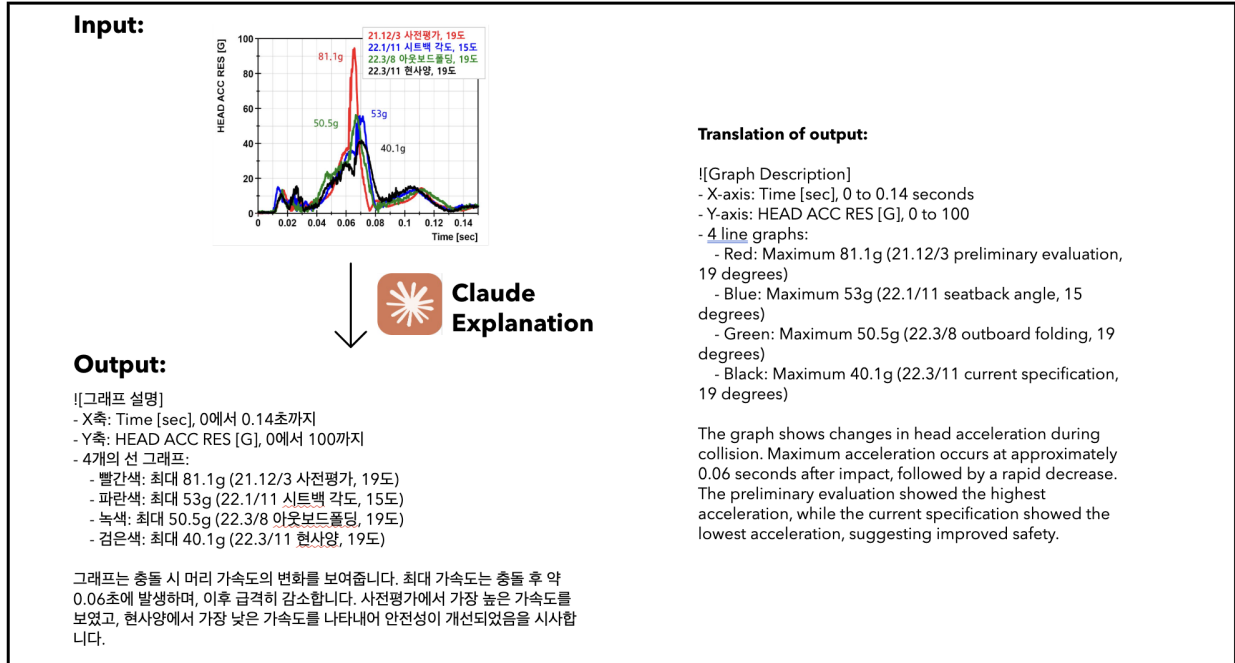 Input:
HEAD ACC RES [G]
100
80
60
40
20
0
0
0.02
0.04
0.06
0.08
0.1
0.12
0.14
Time [sec]
21.12/3 사전평가, 19도
22.1/11 시트백 각도, 15도
22.3/8 아웃보드폴딩, 19도
22.3/11 현사양, 19도
81.1g
50.5g
53g
40.1g
Claude
Explanation
Output:
![그래프 설명]
- X축: Time [sec], 0에서 0.14초까지
- Y축: HEAD ACC RES [G], 0에서 100까지
- 4개의 선 그래프:
- 빨간색: 최대 81.1g (21.12/3 사전평가, 19도)
- 파란색: 최대 53g (22.1/11 시트백 각도, 15도)
- 녹색: 최대 50.5g (22.3/8 아웃보드폴딩, 19도)
- 검은색: 최대 40.1g (22.3/11 현사양, 19도)
그래프는 충돌 시 머리 가속도의 변화를 보여줍니다. 최대 가속도는 충돌 후 약
0.06초에 발생하며, 이후 급격히 감소합니다. 사전평가에서 가장 높은 가속도를
보였고, 현사양에서 가장 낮은 가속도를 나타내어 안전성이 개선되었음을 시사합
니다.
Translation of output:
![Graph Description]
- X-axis: Time [sec], 0 to 0.14 seconds
- Y-axis: HEAD ACC RES [G], 0 to 100
- 4 line graphs:
- Red: Maximum 81.1g (21.12/3 preliminary evaluation,
19 degrees)
- Blue: Maximum 53g (22.1/11 seatback angle, 15
degrees)
- Green: Maximum 50.5g (22.3/8 outboard folding, 19
degrees)
- Black: Maximum 40.1g (22.3/11 current specification,
19 degrees)
The graph shows changes in head acceleration during
collision. Maximum acceleration occurs at approximately
0.06 seconds after impact, followed by a rapid decrease.
The preliminary evaluation showed the highest
acceleration, while the current specification showed the
lowest acceleration, suggesting improved safety.